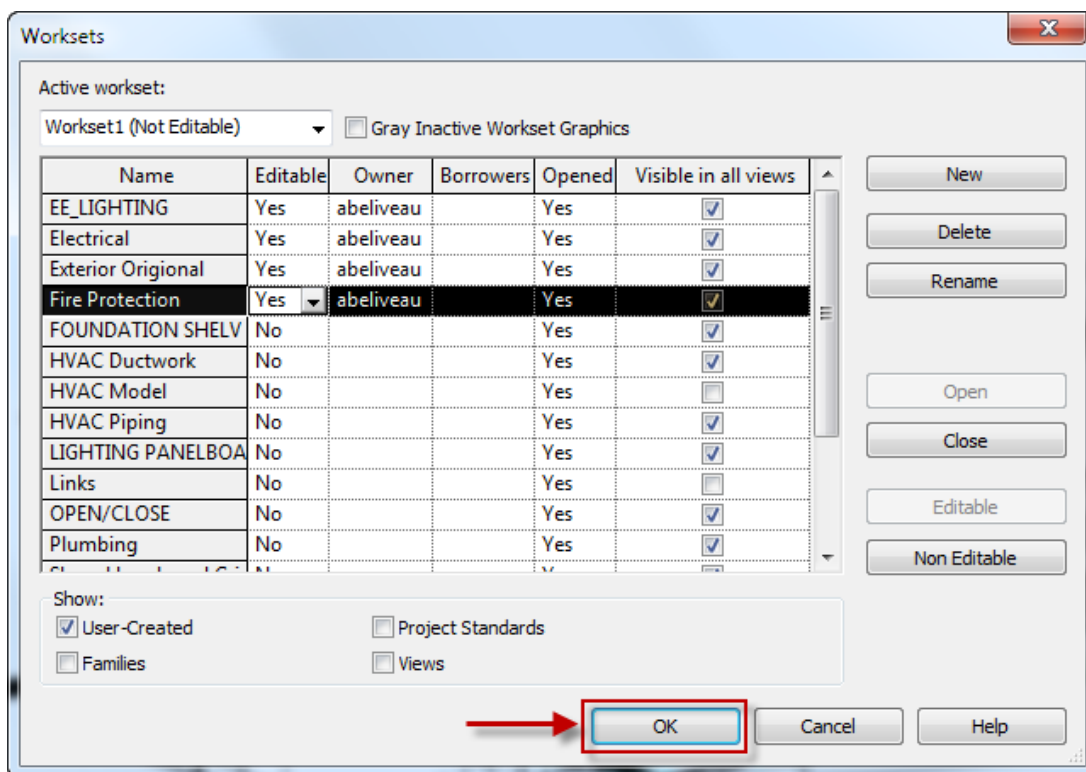 Worksets
Active workset:
Workset1 (Not Editable) Gray Inactive Workset Graphics
Name Editable Owner Borrowers Opened Visible in all views
EE_LIGHTING Yes abeliveau Yes
Electrical Yes abeliveau Yes
Exterior Origional Yes abeliveau Yes
Fire Protection Yes abeliveau Yes
FOUNDATION SHELV No Yes
HVAC Ductwork No Yes
HVAC Model No Yes
HVAC Piping No Yes
LIGHTING PANELBOA No Yes
Links No Yes
OPEN/CLOSE No Yes
Plumbing No Yes
New
Delete
Rename
Open
Close
Editable
Non Editable
Show:
User-Created Project Standards
Families Views
OK Cancel Help